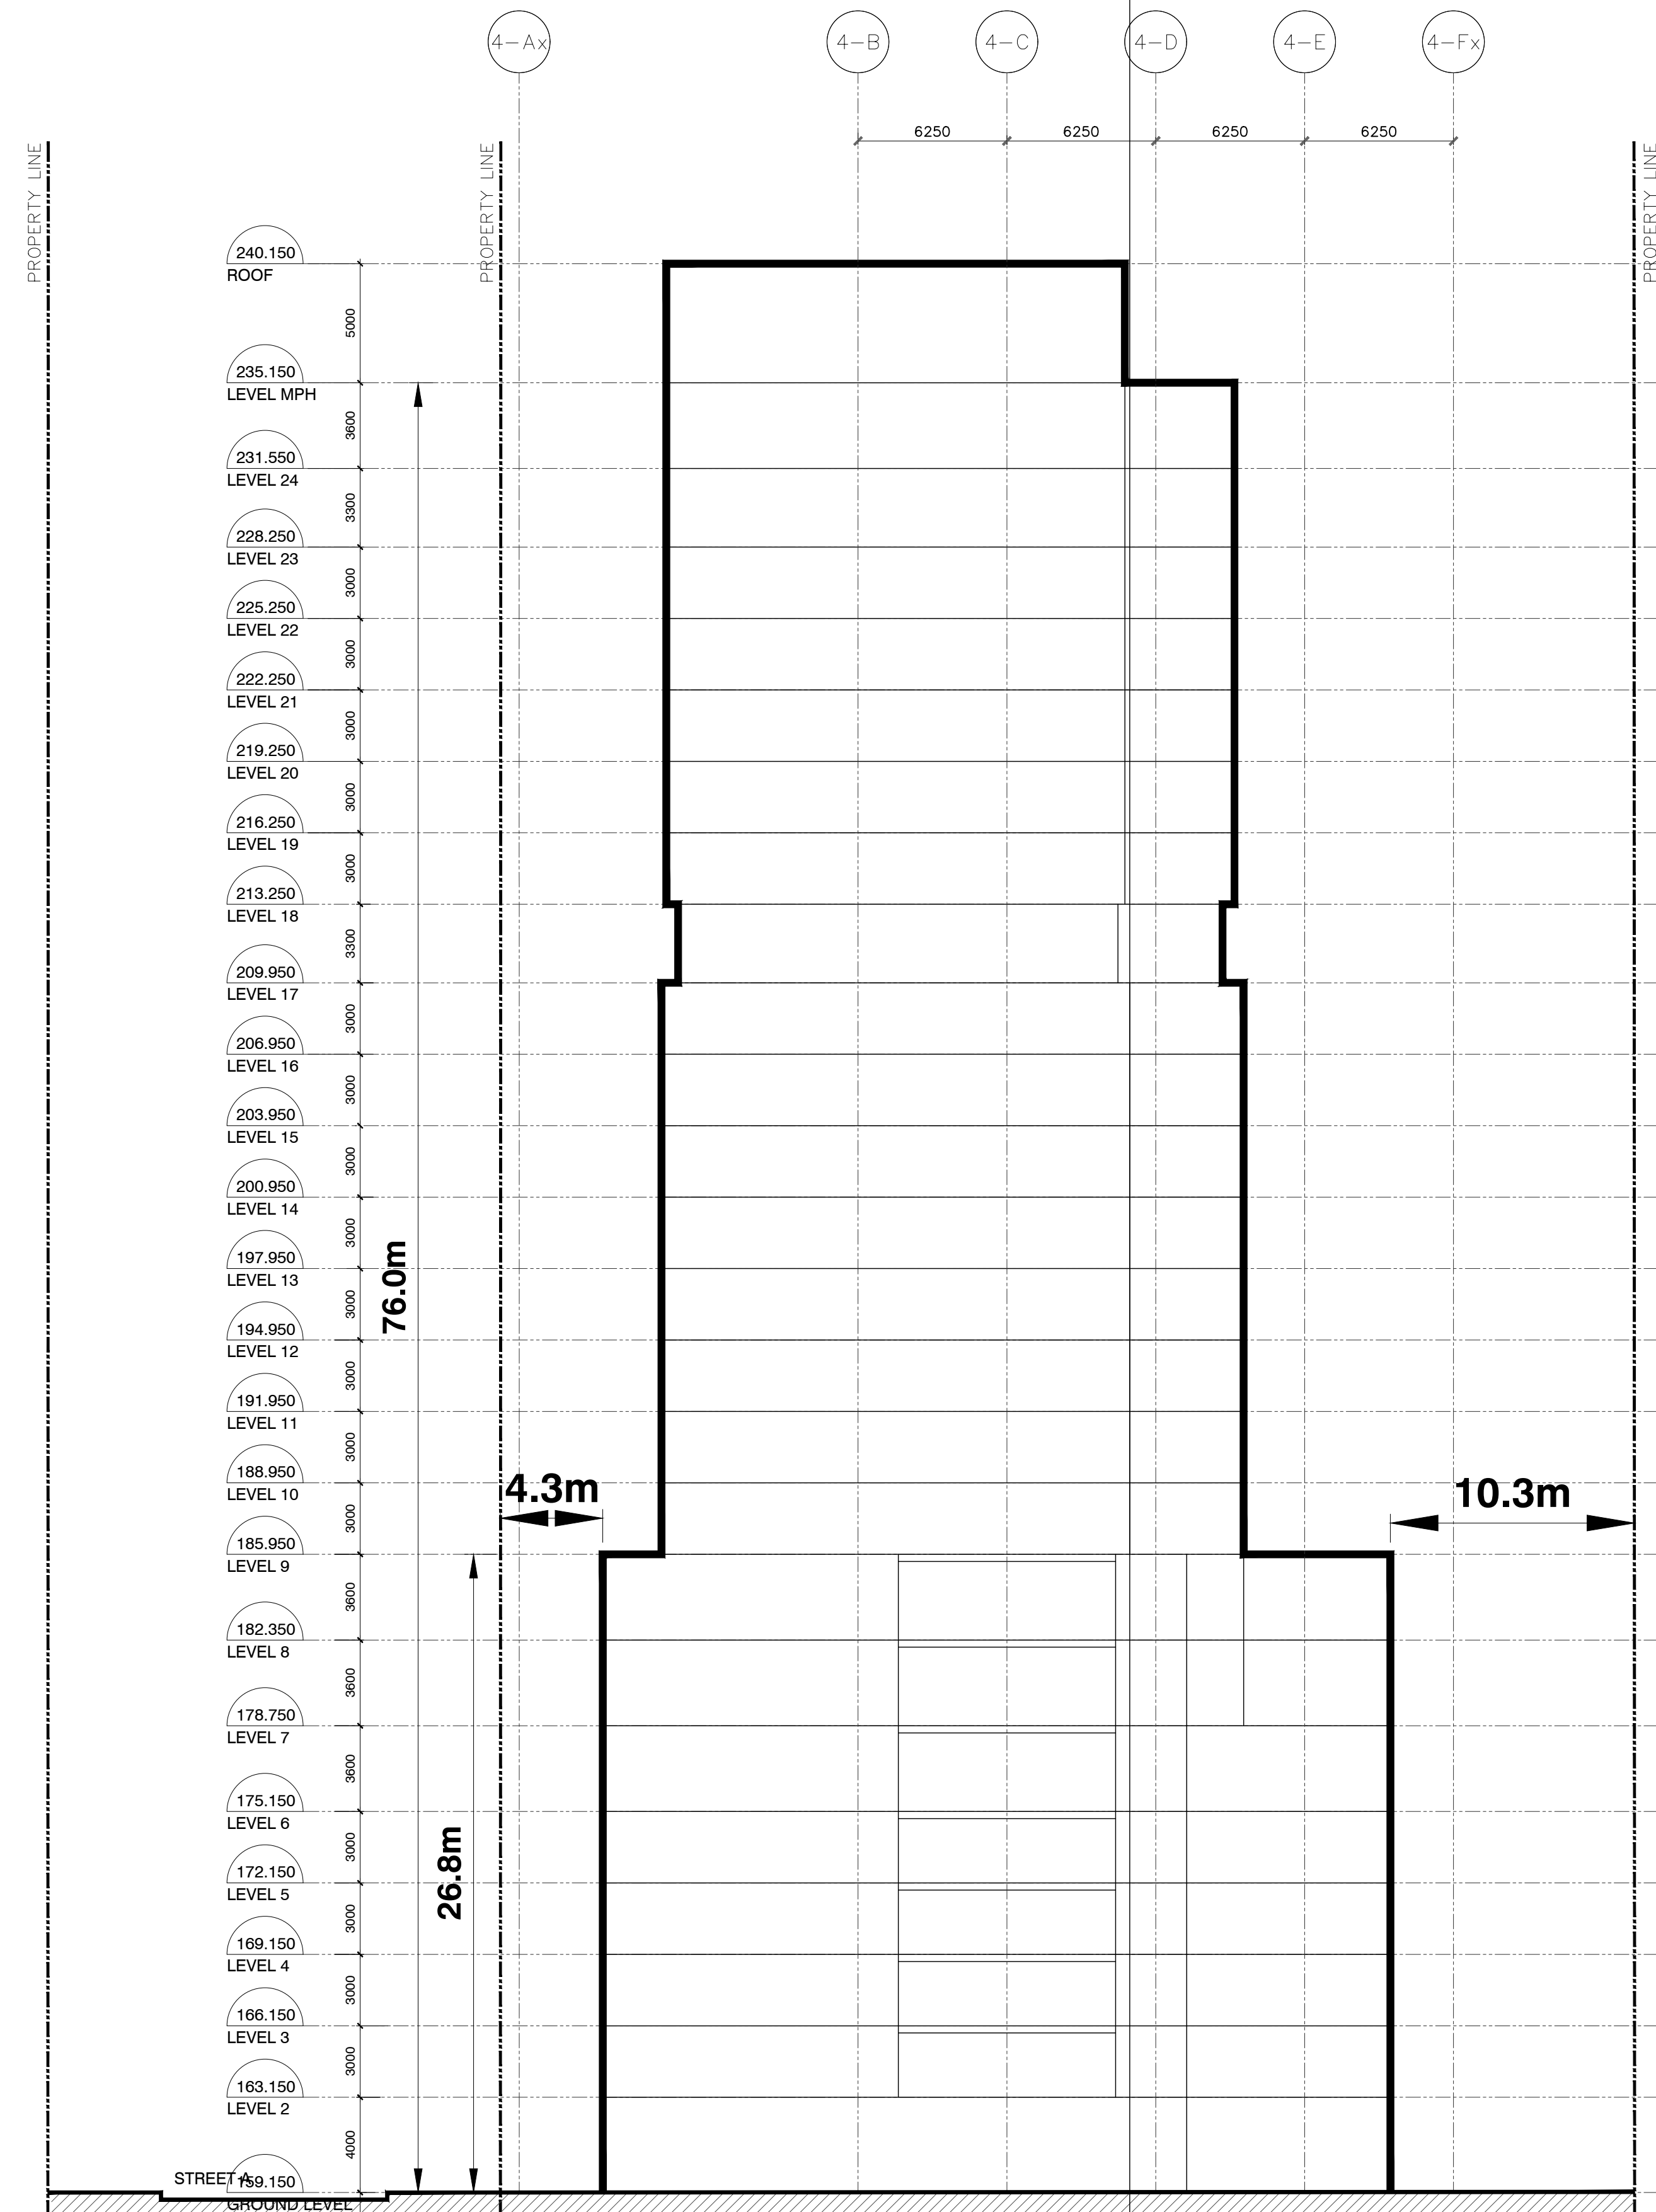 4-Ax
4-B
4-C
4-D
4-E
4-Fx
6250
6250
6250
6250
PROPERTY LINE
PROPERTY LINE
PROPERTY LINE
240.150
ROOF
5000
235.150
LEVEL MPH
3600
231.550
LEVEL 24
3300
228.250
LEVEL 23
3000
225.250
LEVEL 22
3000
222.250
LEVEL 21
3000
219.250
LEVEL 20
3000
216.250
LEVEL 19
3000
213.250
LEVEL 18
3300
209.950
LEVEL 17
3000
206.950
LEVEL 16
3000
203.950
LEVEL 15
3000
200.950
LEVEL 14
3000
197.950
LEVEL 13
3000
76.0m
194.950
LEVEL 12
3000
191.950
LEVEL 11
3000
188.950
LEVEL 10
4.3m
10.3m
3000
185.950
LEVEL 9
3600
182.350
LEVEL 8
3600
178.750
LEVEL 7
3600
175.150
LEVEL 6
3000
26.8m
172.150
LEVEL 5
3000
169.150
LEVEL 4
3000
166.150
LEVEL 3
3000
163.150
LEVEL 2
4000
STREET A
159.150
GROUND LEVEL